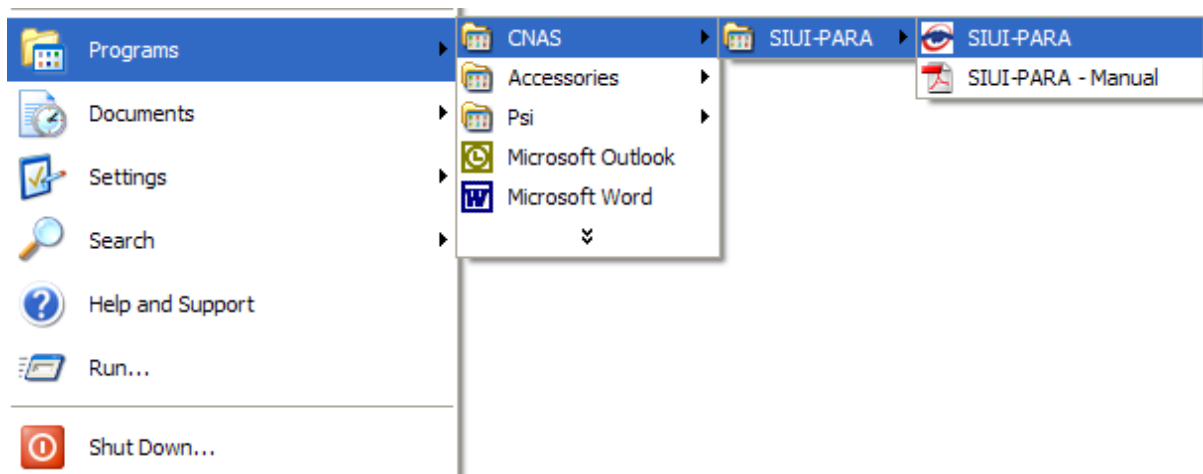 Programs
Documents
Settings
Search
Help and Support
Run...
Shut Down...
CNAS
Accessories
Psi
Microsoft Outlook
Microsoft Word
SIUI-PARA
SIUI-PARA
SIUI-PARA - Manual